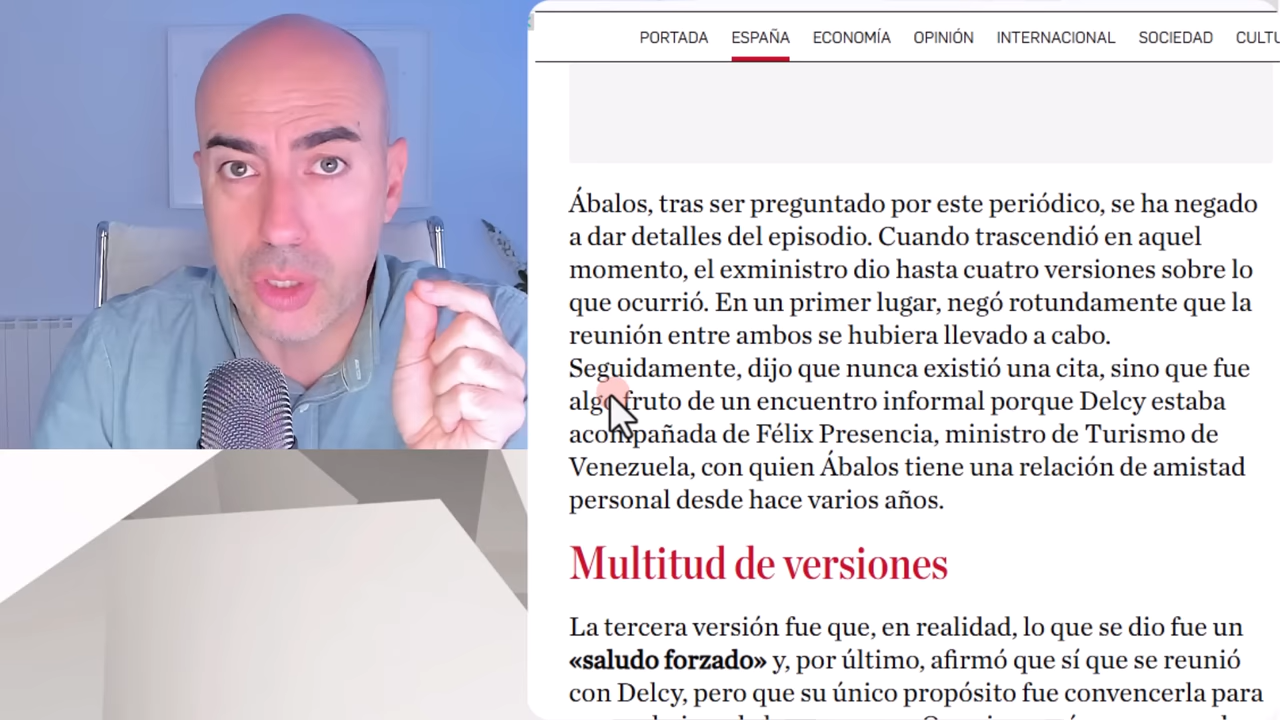 PORTADA ESPAÑA ECONOMÍA OPINIÓN INTERNACIONAL SOCIEDAD CULTU
Ábalos, tras ser preguntado por este periódico, se ha negado
a dar detalles del episodio. Cuando trascendió en aquel
momento, el exministro dio hasta cuatro versiones sobre lo
que ocurrió. En un primer lugar, negó rotundamente que la
reunión entre ambos se hubiera llevado a cabo.
Seguidamente, dijo que nunca existió una cita, sino que fue
algo fruto de un encuentro informal porque Delcy estaba
acompañada de Félix Presencia, ministro de Turismo de
Venezuela, con quien Ábalos tiene una relación de amistad
personal desde hace varios años.
Multitud de versiones
La tercera versión fue que, en realidad, lo que se dio fue un
«saludo forzado» y, por último, afirmó que sí que se reunió
con Delcy, pero que su único propósito fue convencerla para